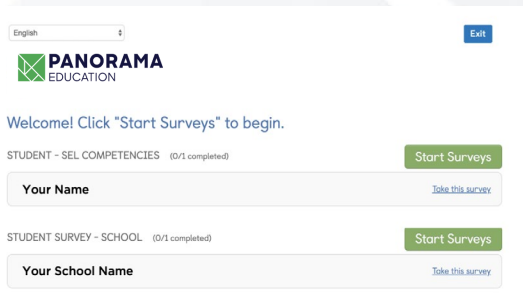 English
Exit
PANORAMA
EDUCATION
Welcome! Click "Start Surveys" to begin.
STUDENT - SEL COMPETENCIES (0/1 completed)
Start Surveys
Your Name
Take this survey
STUDENT SURVEY - SCHOOL (0/1 completed)
Start Surveys
Your School Name
Take this survey